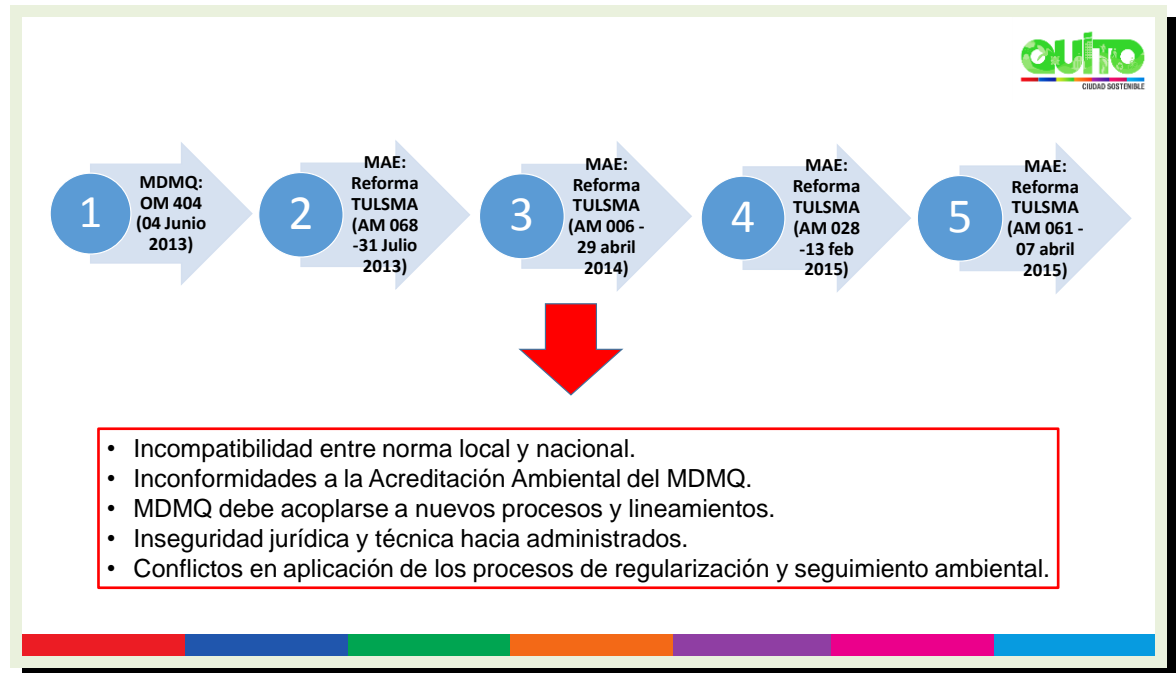 QUITO
CIUDAD SOSTENIBLE
1
MDMQ:
OM 404
(04 Junio
2013)
2
MAE:
Reforma
TULSMA
(AM 068
-31 Julio
2013)
3
MAE:
Reforma
TULSMA
(AM 006 -
29 abril
2014)
4
MAE:
Reforma
TULSMA
(AM 028
-13 feb
2015)
5
MAE:
Reforma
TULSMA
(AM 061 -
07 abril
2015)
• Incompatibilidad entre norma local y nacional.
• Inconformidades a la Acreditación Ambiental del MDMQ.
• MDMQ debe acoplarse a nuevos procesos y lineamientos.
• Inseguridad jurídica y técnica hacia administrados.
• Conflictos en aplicación de los procesos de regularización y seguimiento ambiental.